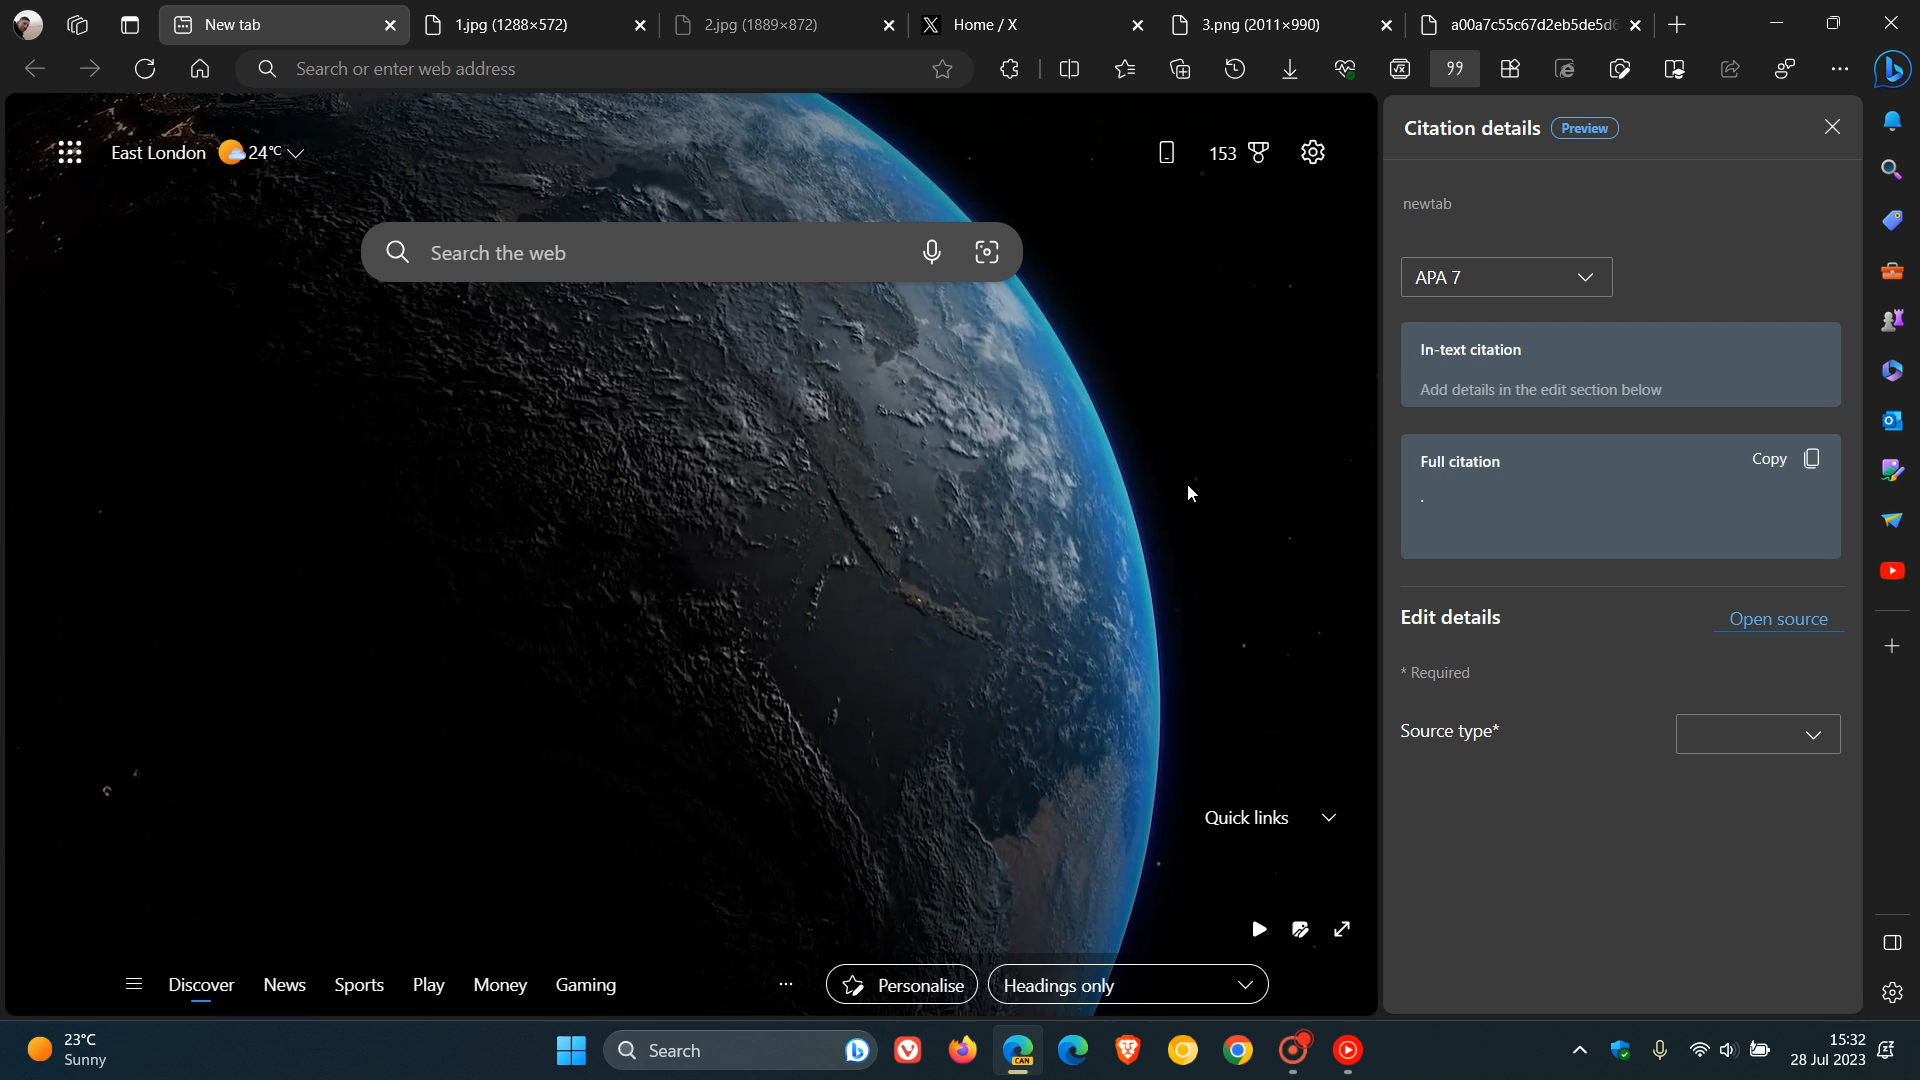 New tab
1.jpg (1288×572)
2.jpg (1889×872)
Home / X
3.png (2011×990)
a00a7c55c67d2eb5de5d6
Search or enter web address
East London
24°C
153
Search the web
Quick links
Discover
News
Sports
Play
Money
Gaming
Personalise
Headings only
Citation details
Preview
newtab
APA 7
In-text citation
Add details in the edit section below
Full citation
Copy
.
Edit details
Open source
* Required
Source type*
23°C
Sunny
Search
CAN
15:32
28 Jul 2023